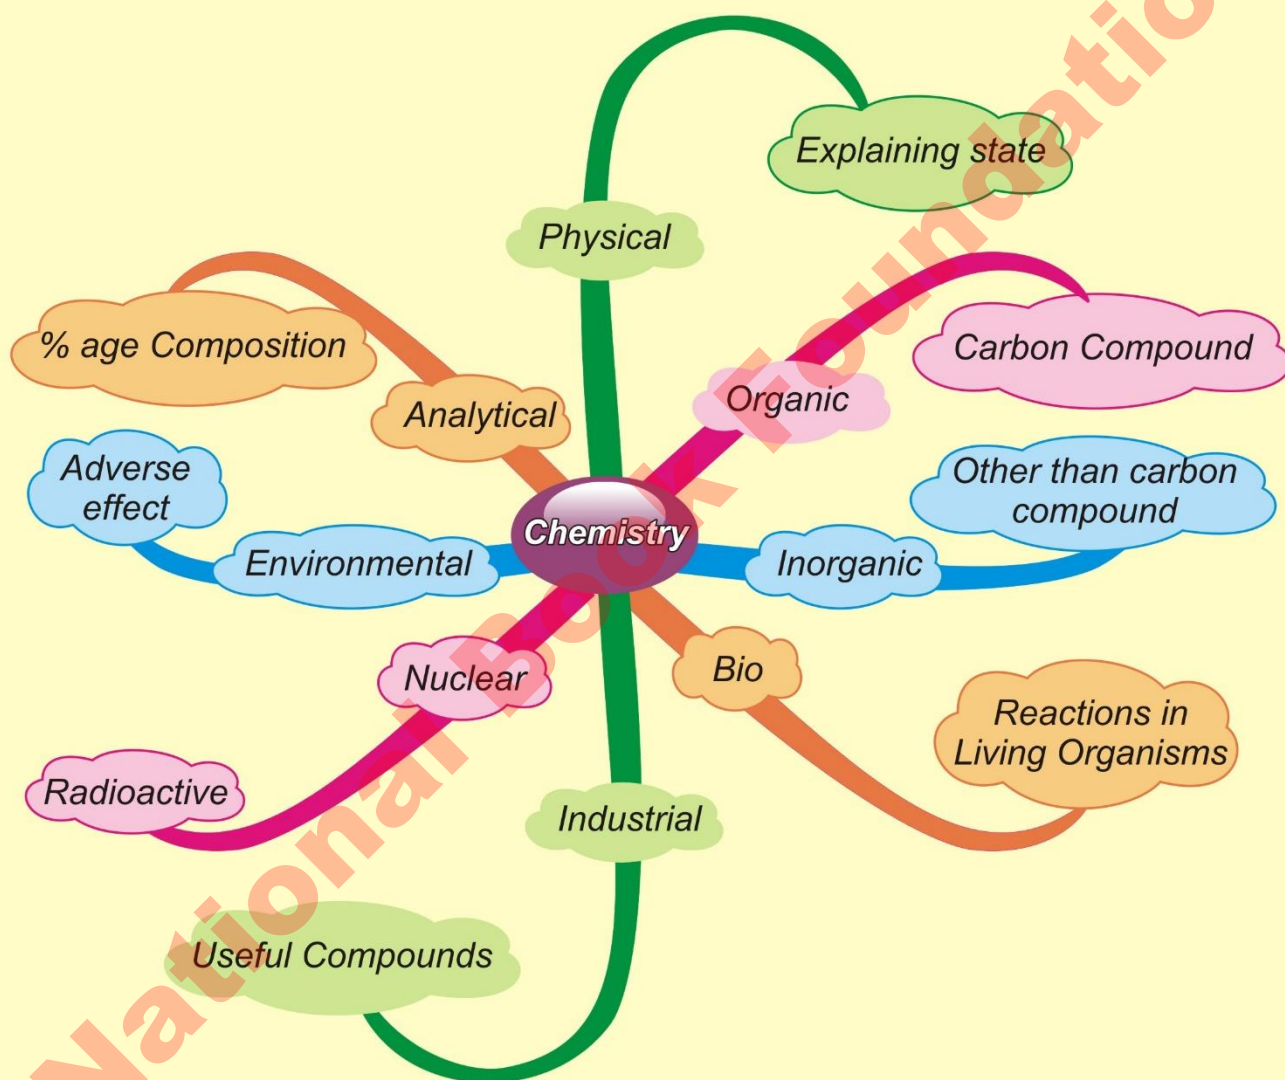 Explaining state
Physical
% age Composition
Carbon Compound
Analytical
Organic
Adverse
effect
Other than carbon
compound
Chemistry
Environmental
Inorganic
Nuclear
Bio
Reactions in
Living Organisms
Radioactive
Industrial
Useful Compounds
National Book Foundatio